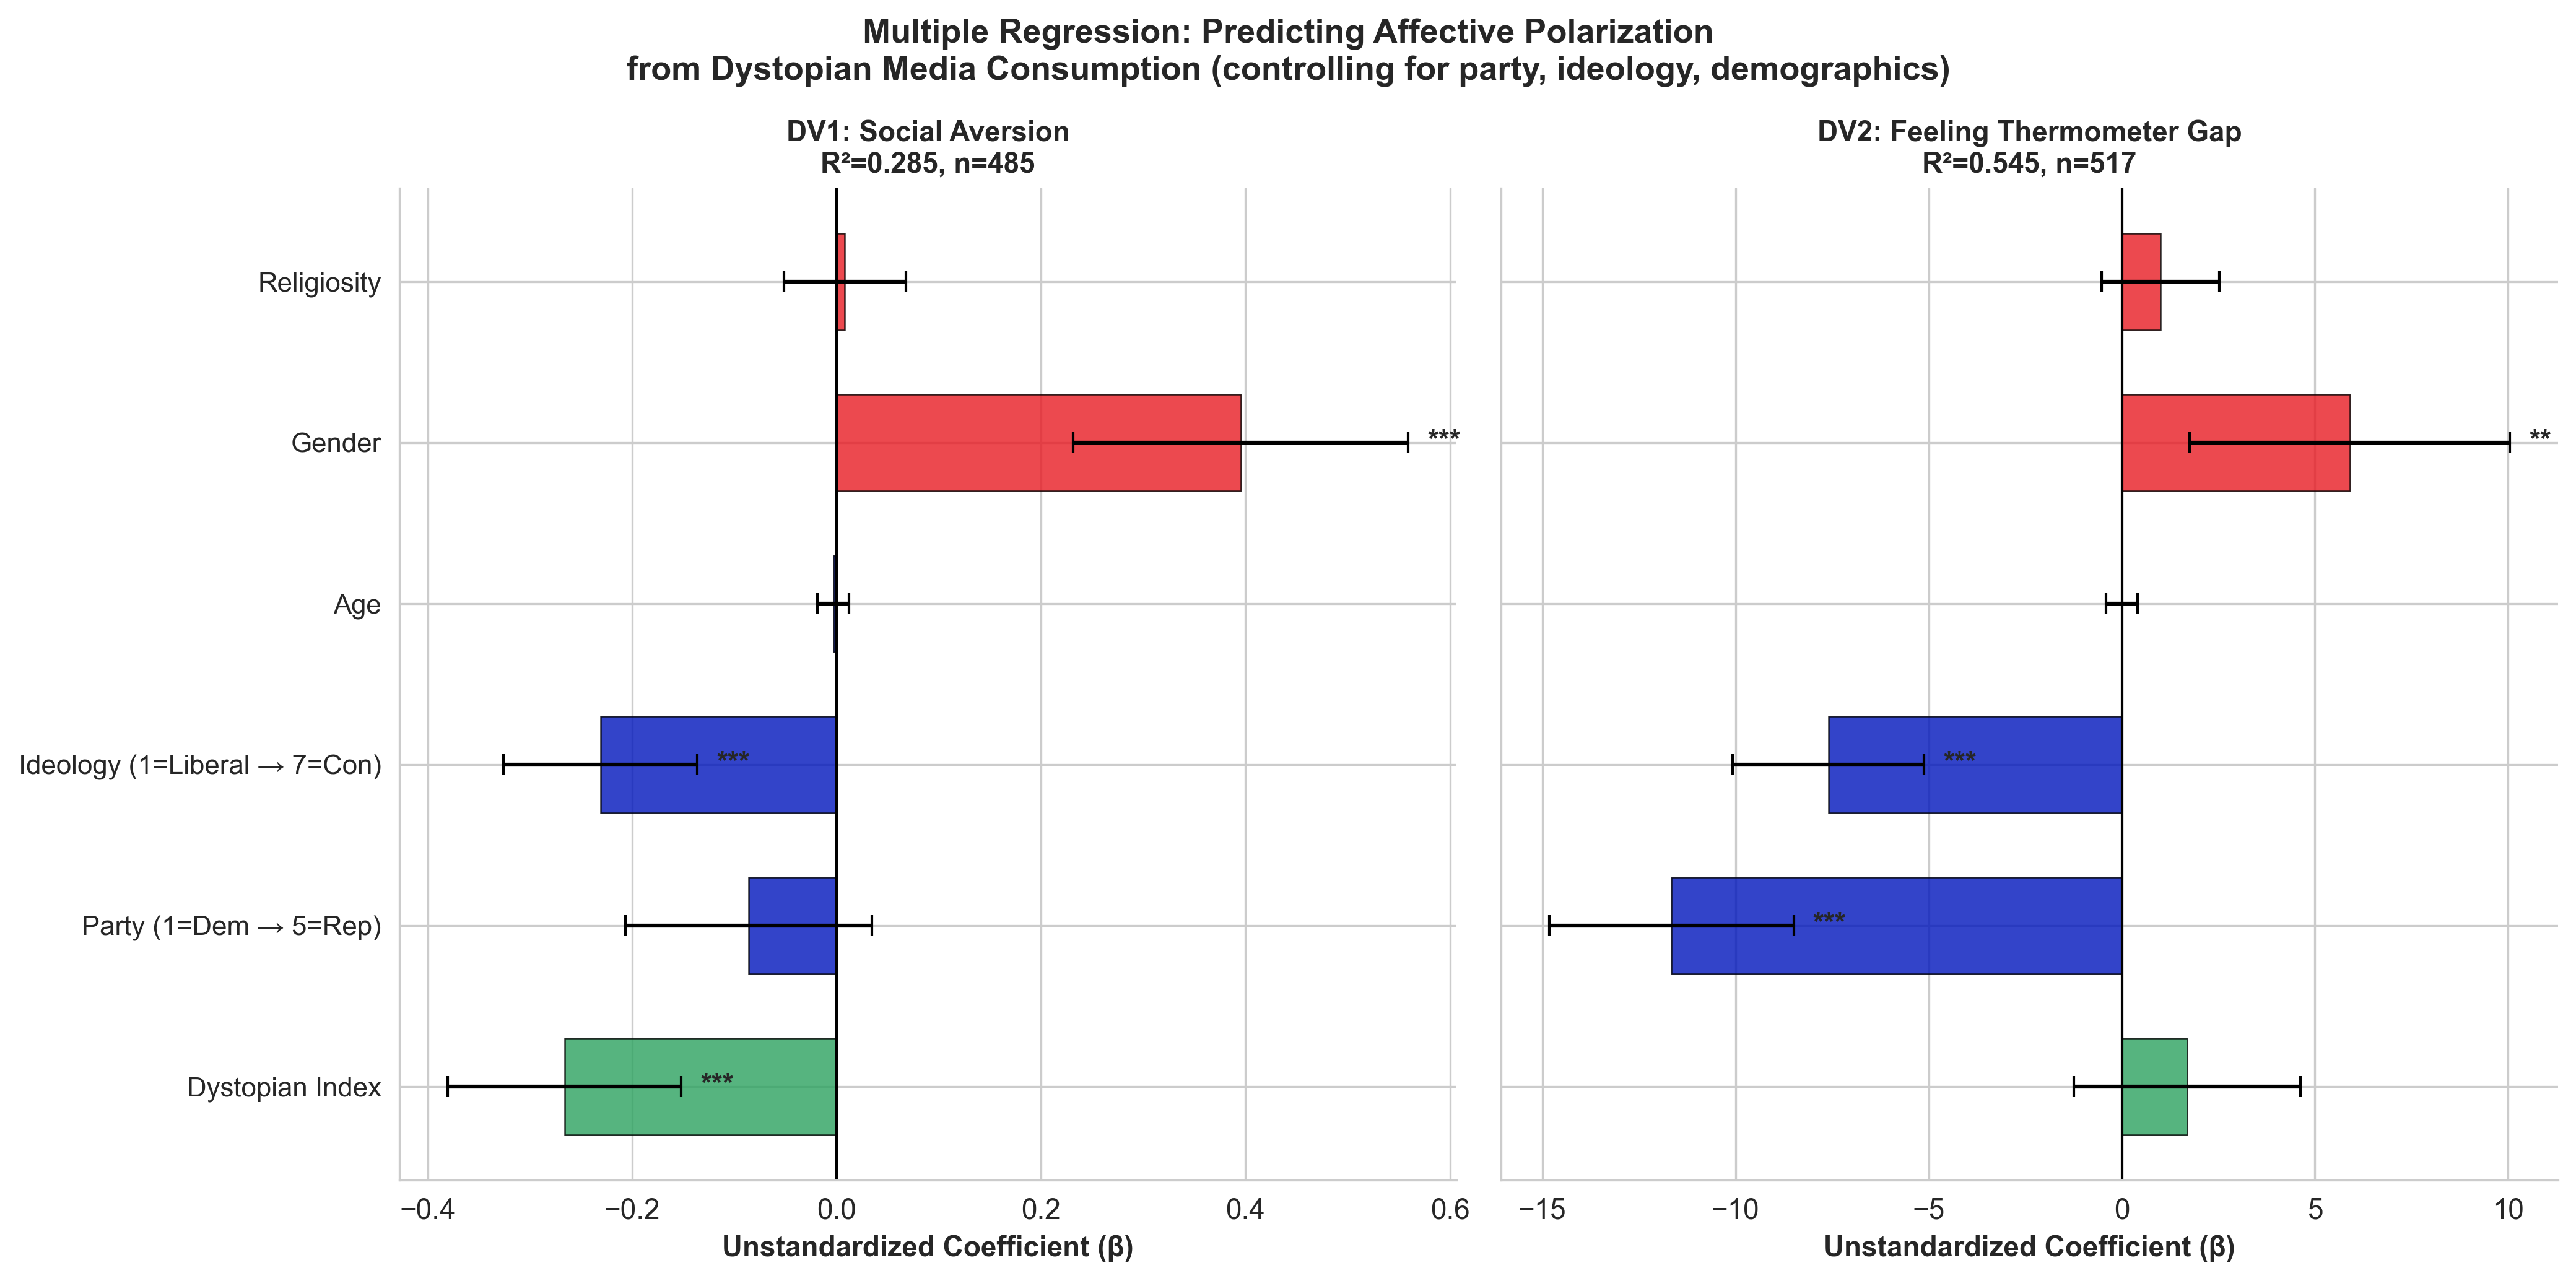 Multiple Regression: Predicting Affective Polarization
from Dystopian Media Consumption (controlling for party, ideology, demographics)
DV1: Social Aversion
R²=0.285, n=485
DV2: Feeling Thermometer Gap
R²=0.545, n=517
Religiosity
Gender
***
**
Age
Ideology (1=Liberal → 7=Con)
***
***
Party (1=Dem → 5=Rep)
***
Dystopian Index
***
−0.4 −0.2 0.0 0.2 0.4 0.6
−15 −10 −5 0 5 10
Unstandardized Coefficient (β)
Unstandardized Coefficient (β)